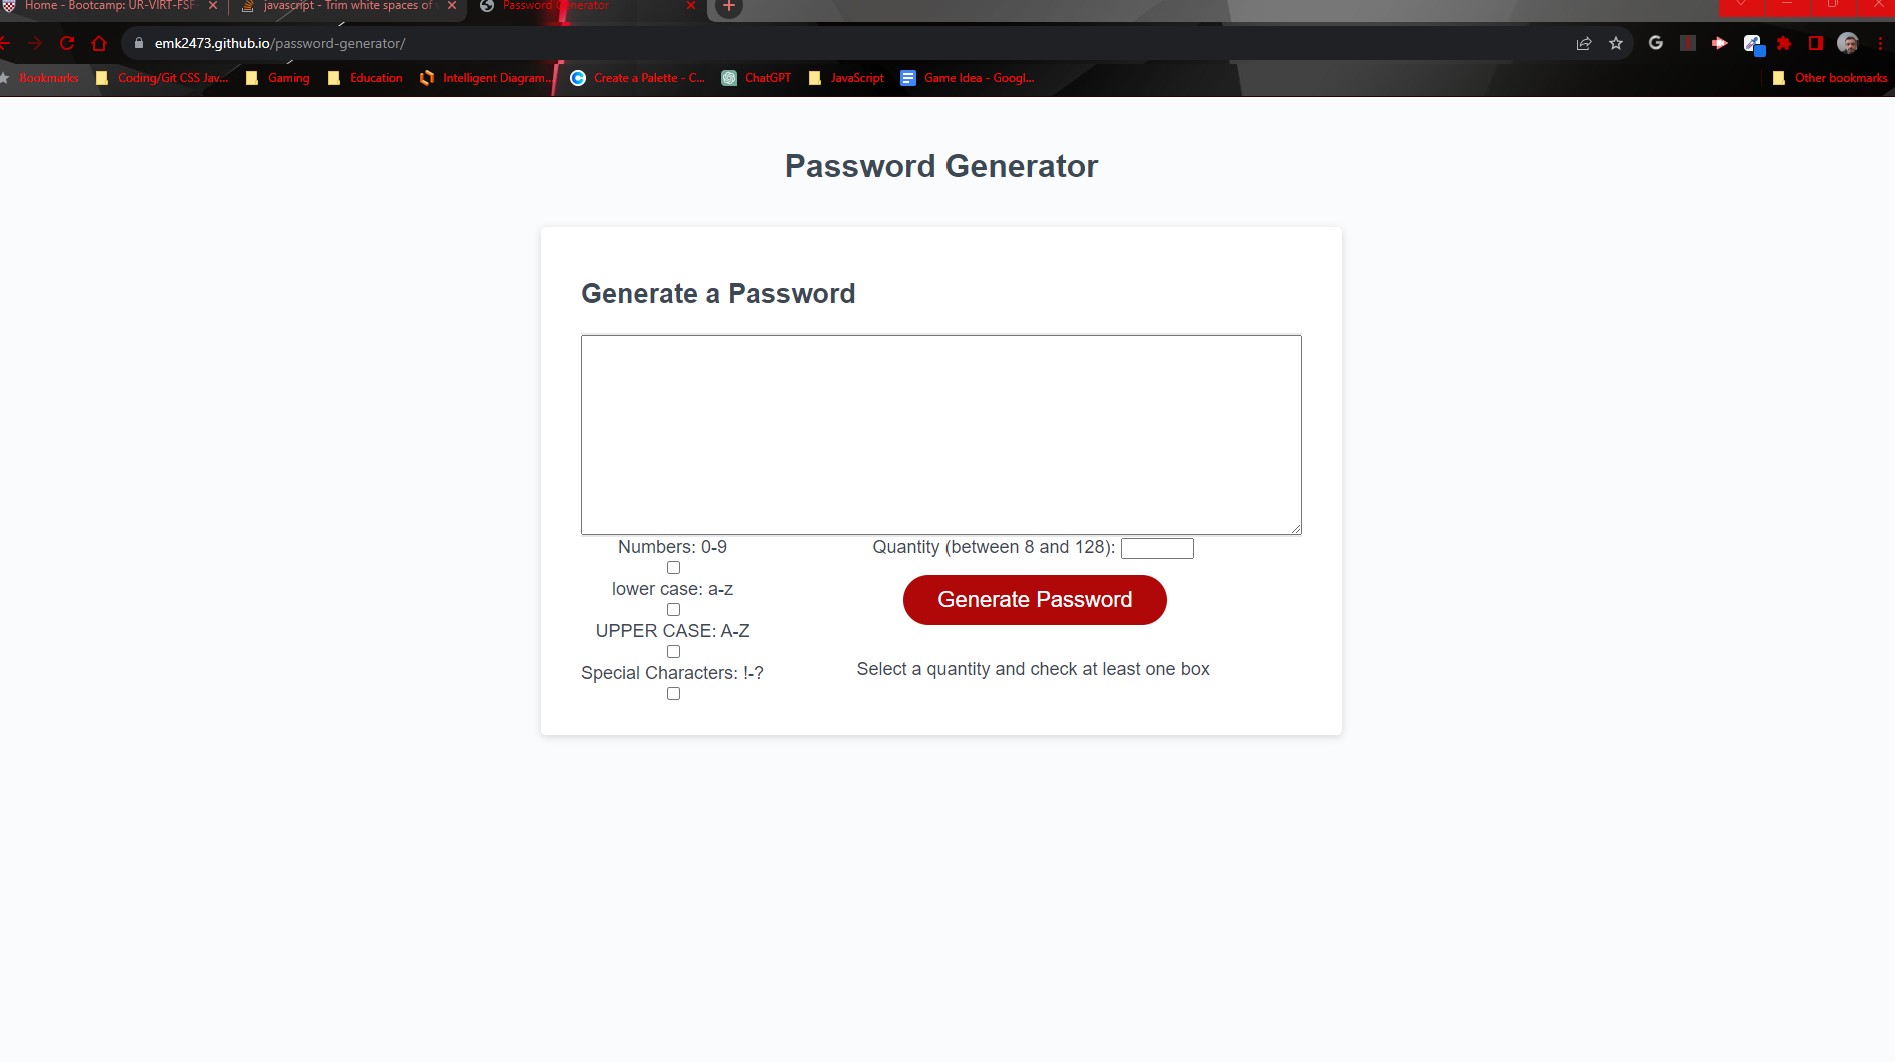 Home - Bootcamp: UR-VIRT-FSF-
javascript - Trim white spaces of
Password Generator
emk2473.github.io/password-generator/
Bookmarks
Coding/Git CSS Jav...
Gaming
Education
Intelligent Diagram...
Create a Palette - C...
ChatGPT
JavaScript
Game Idea - Googl...
Other bookmarks
Password Generator
Generate a Password
Numbers: 0-9
lower case: a-z
UPPER CASE: A-Z
Special Characters: !-?
Quantity (between 8 and 128):
Generate Password
Select a quantity and check at least one box